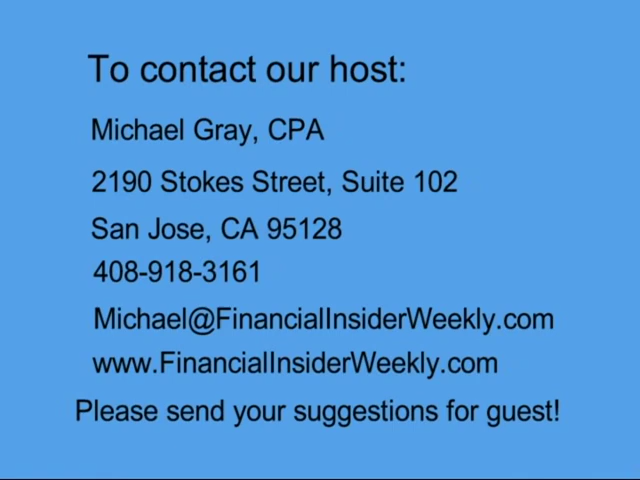 To contact our host:
Michael Gray, CPA
2190 Stokes Street, Suite 102
San Jose, CA 95128
408-918-3161
Michael@FinancialInsiderWeekly.com
www.FinancialInsiderWeekly.com
Please send your suggestions for guest!